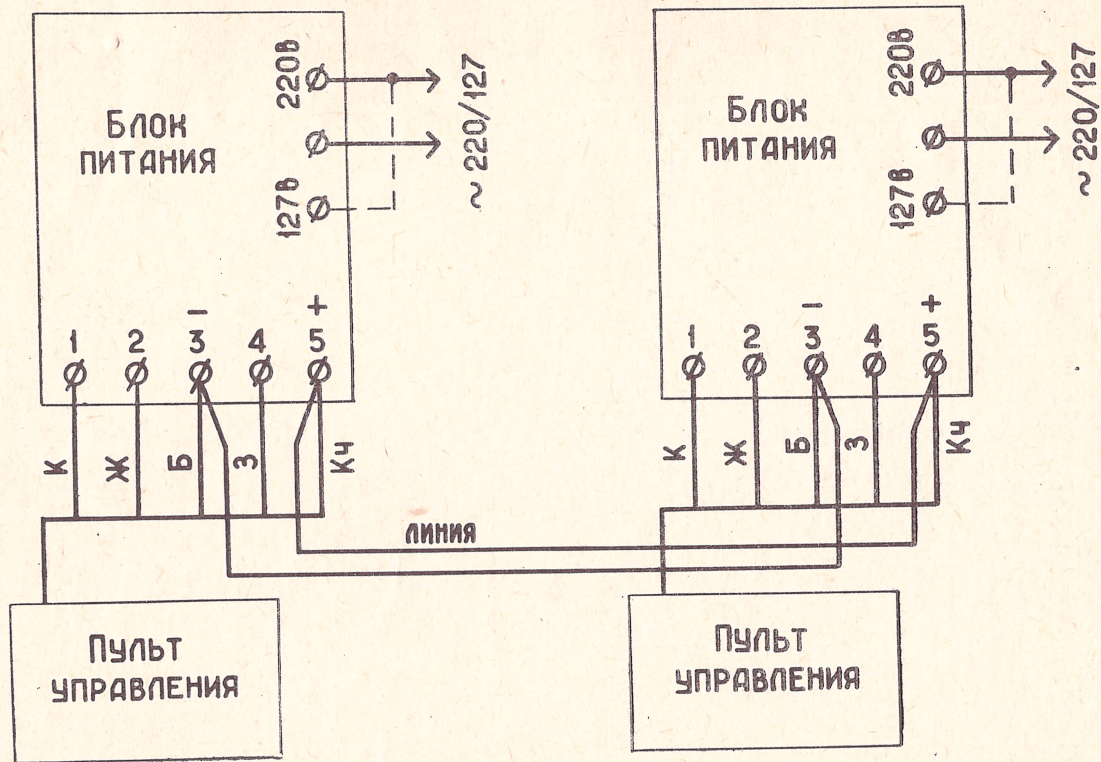 БЛОК
ПИТАНИЯ
220В
127В
~ 220/127
1 2 3 4 5
− +
К Ж Б З КЧ
БЛОК
ПИТАНИЯ
220В
127В
~ 220/127
1 2 3 4 5
− +
К Ж Б З КЧ
ЛИНИЯ
ПУЛЬТ
УПРАВЛЕНИЯ
ПУЛЬТ
УПРАВЛЕНИЯ